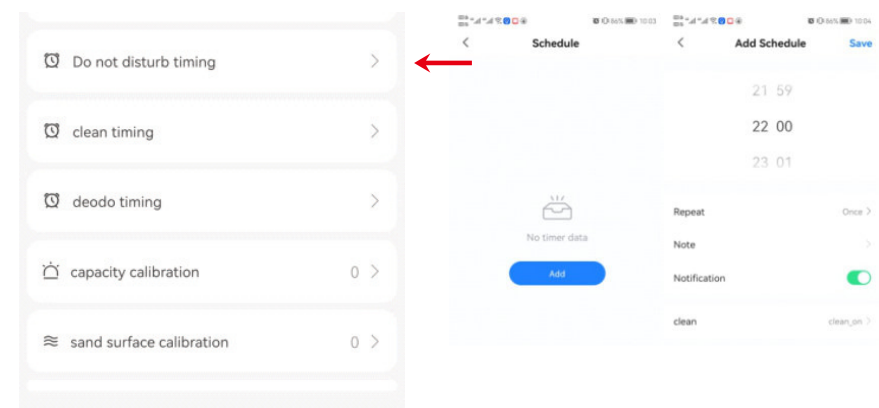 Do not disturb timing
clean timing
deodo timing
capacity calibration 0
sand surface calibration 0
86% 10:03
Schedule
No timer data
Add
86% 10:04
Add Schedule Save
21 59
22 00
23 01
Repeat Once
Note
Notification
clean clean_on